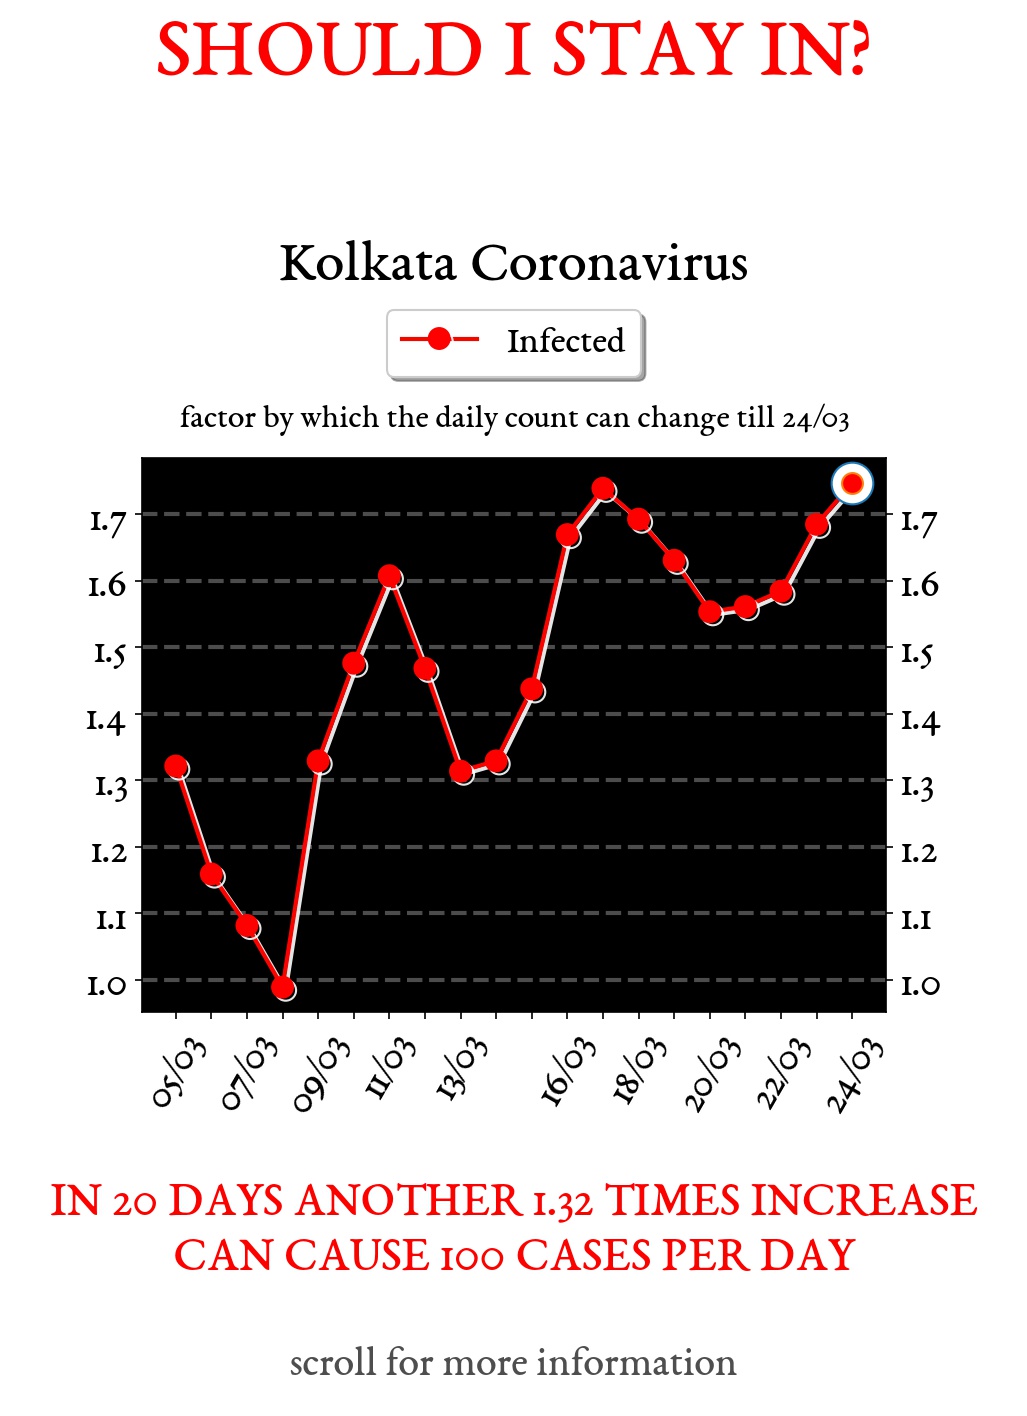 SHOULD I STAY IN?
Kolkata Coronavirus
Infected
factor by which the daily count can change till 24/03
1.7 1.7
1.6 1.6
1.5 1.5
1.4 1.4
1.3 1.3
1.2 1.2
1.1 1.1
1.0 1.0
05/03 07/03 09/03 11/03 13/03 16/03 18/03 20/03 22/03 24/03
IN 20 DAYS ANOTHER 1.32 TIMES INCREASE
CAN CAUSE 100 CASES PER DAY
scroll for more information